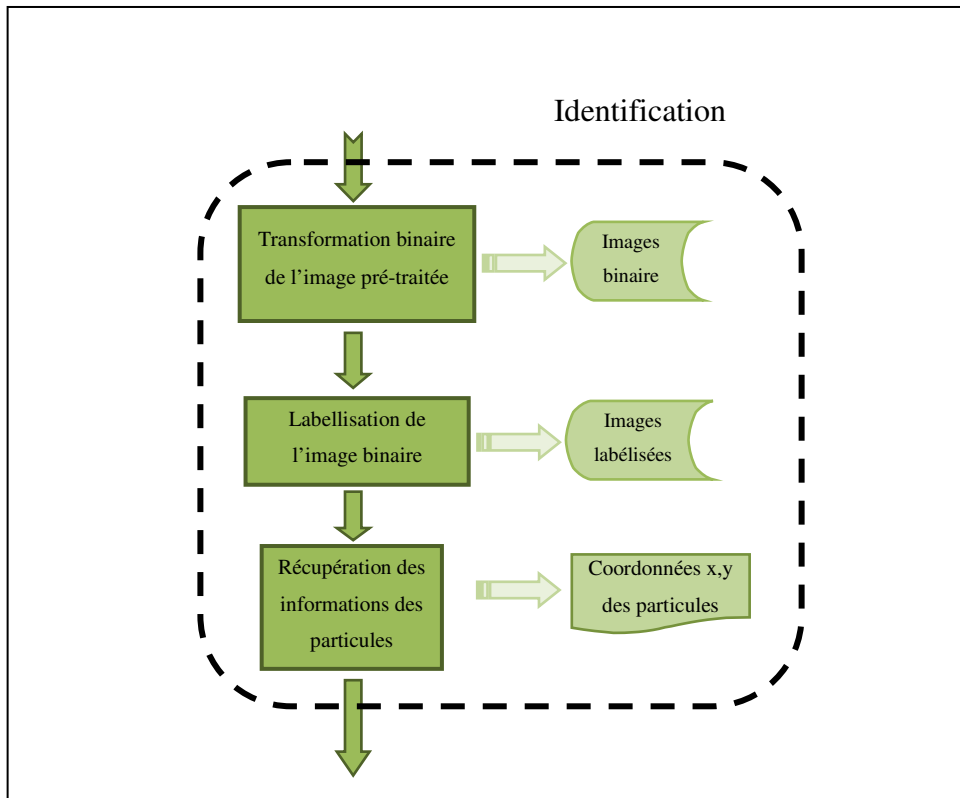 Identification
Transformation binaire
de l’image pré-traitée
Images
binaire
Labellisation de
l’image binaire
Images
labélisées
Récupération des
informations des
particules
Coordonnées x,y
des particules